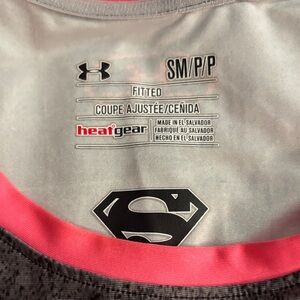 SM/P/P
FITTED
COUPE AJUSTÉE/CEÑIDA
heatgear
MADE IN EL SALVADOR
FABRIQUÉ AU SALVADOR
HECHO EN EL SALVADOR
S